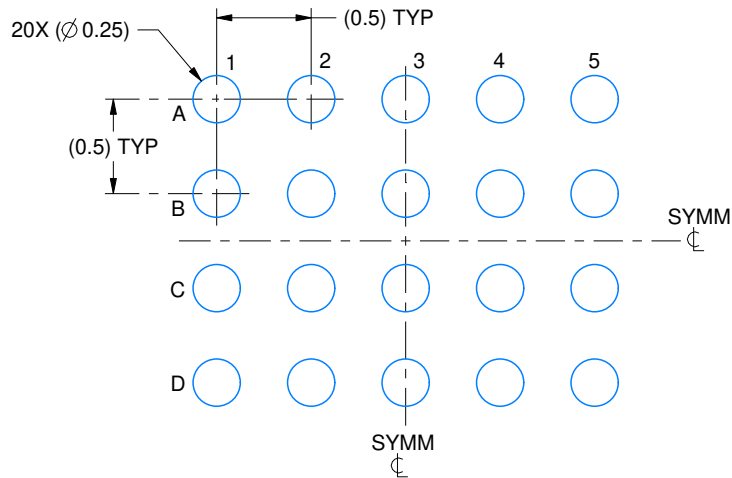 (0.5) TYP
20X (∅ 0.25)
1 2 3 4 5
A
(0.5) TYP
B
SYMM
℄
C
D
SYMM
℄